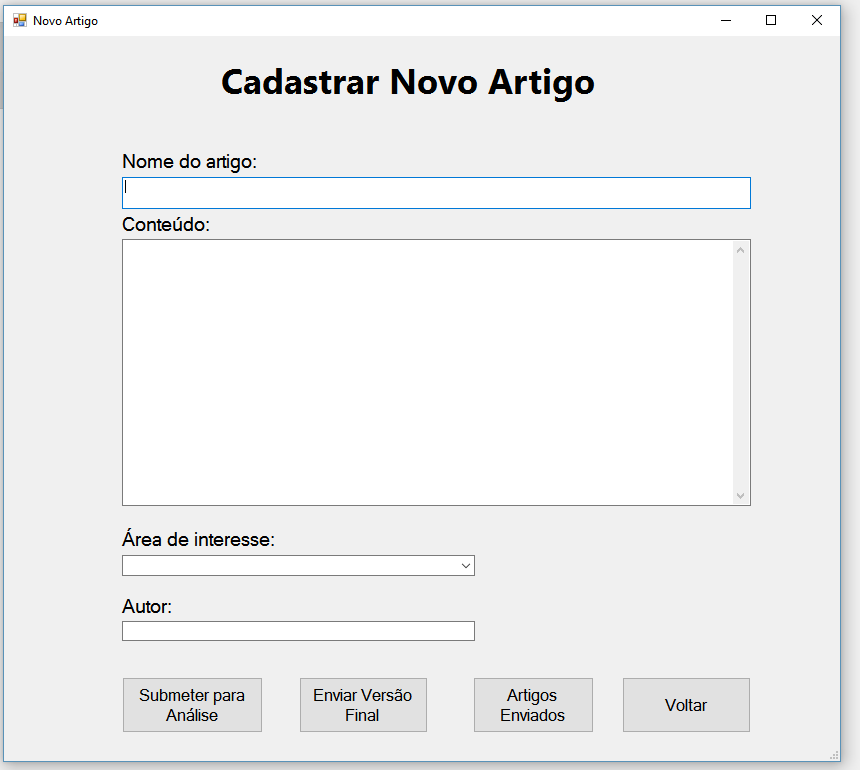 Novo Artigo
Cadastrar Novo Artigo
Nome do artigo:
Conteúdo:
Área de interesse:
Autor:
Submeter para
Análise
Enviar Versão
Final
Artigos
Enviados
Voltar